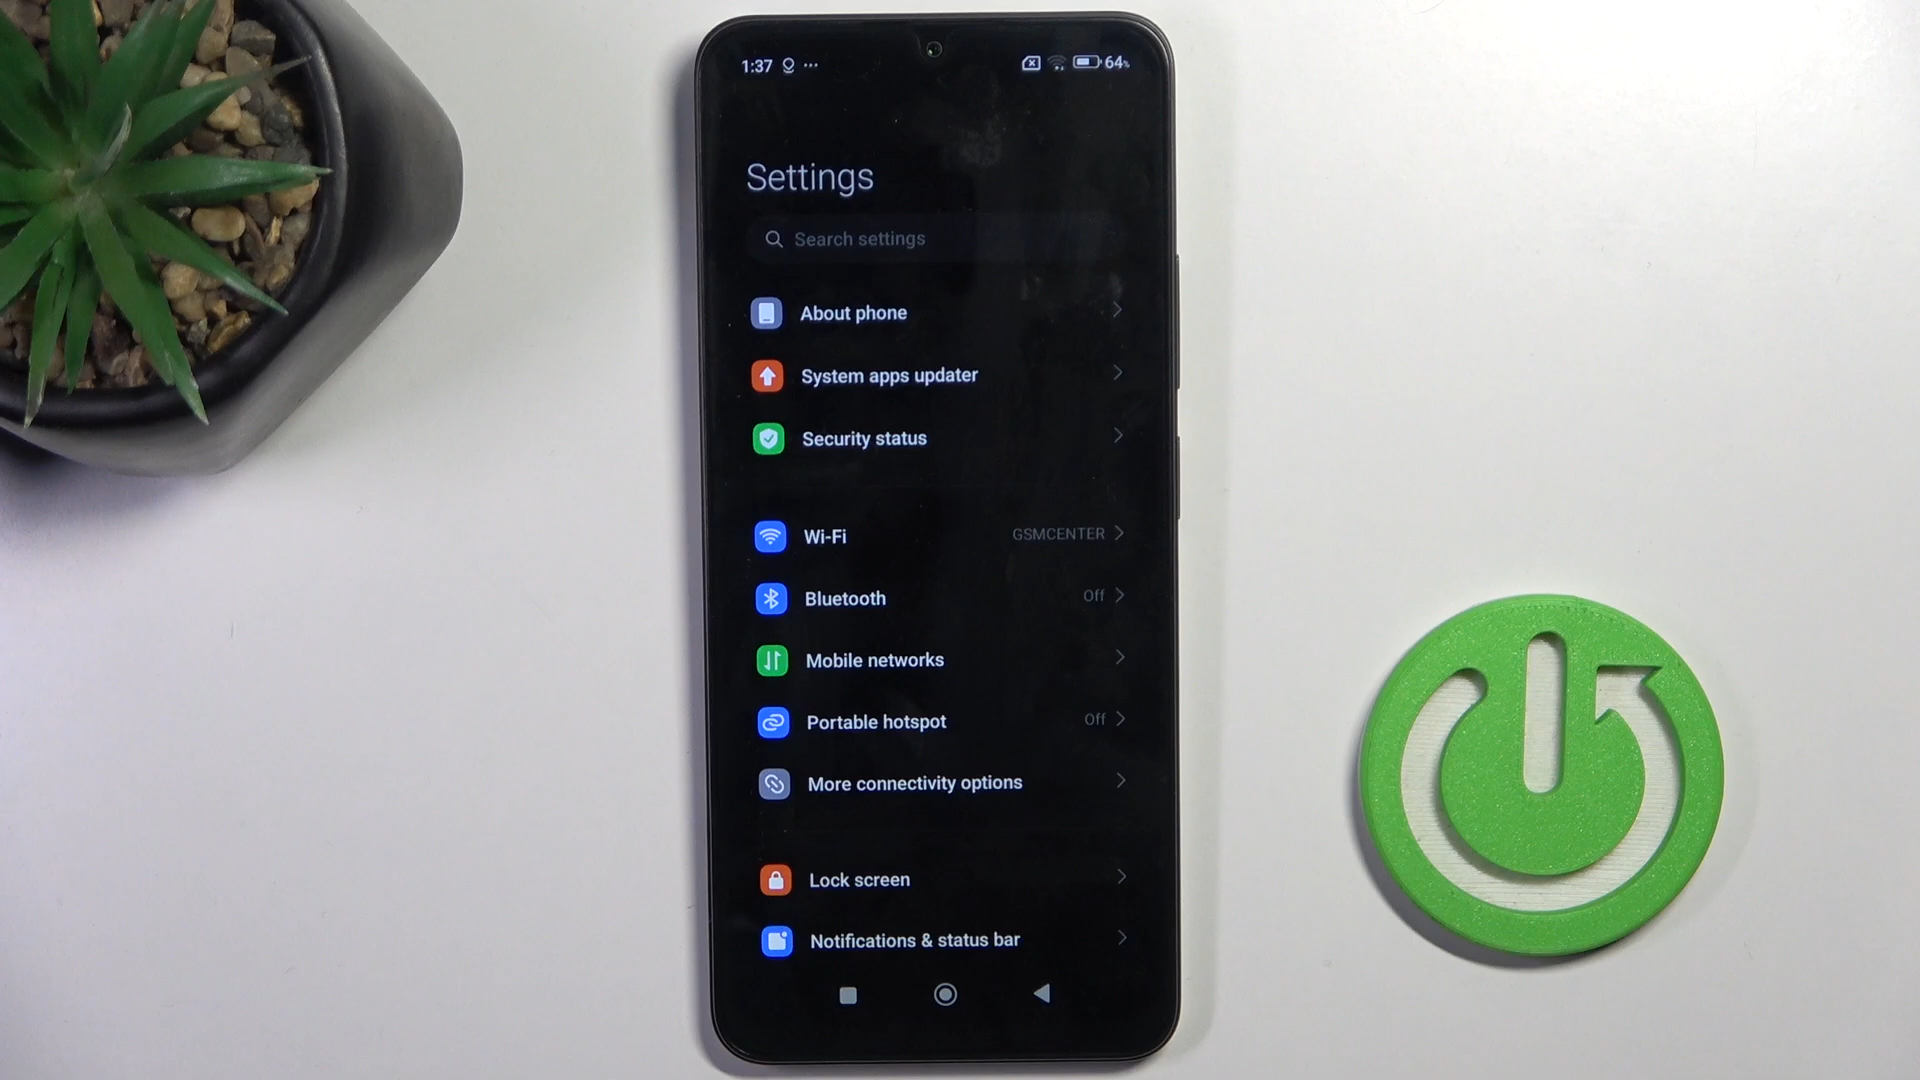 1:37 ... 64%
Settings
Search settings
About phone
System apps updater
Security status
Wi-Fi GSMCENTER
Bluetooth Off
Mobile networks
Portable hotspot Off
More connectivity options
Lock screen
Notifications & status bar